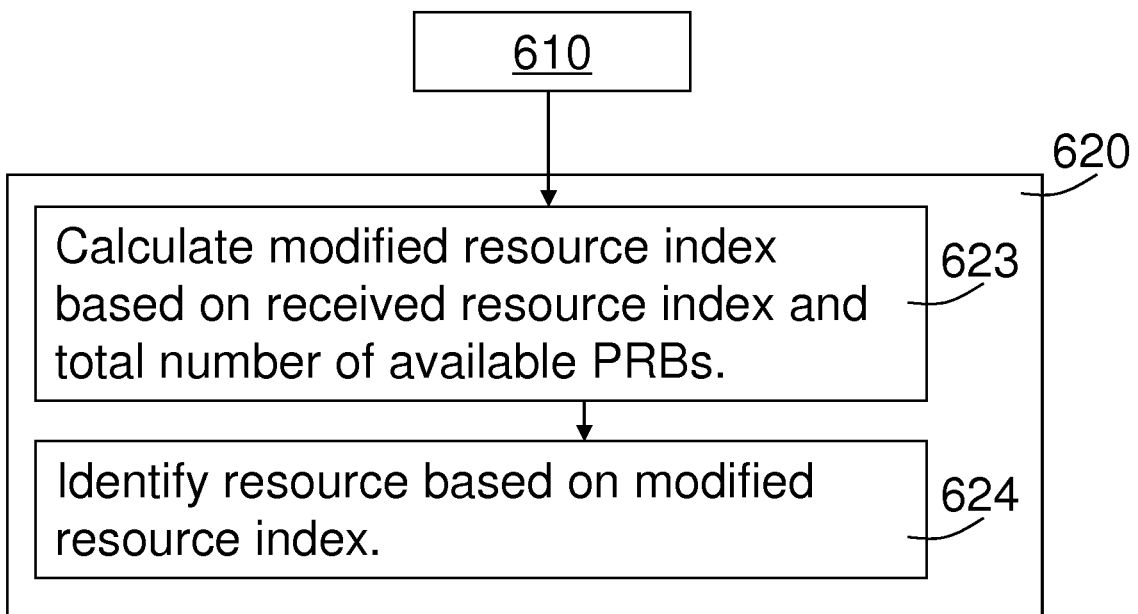 610
620
Calculate modified resource index
based on received resource index and
total number of available PRBs.
623
Identify resource based on modified
resource index.
624